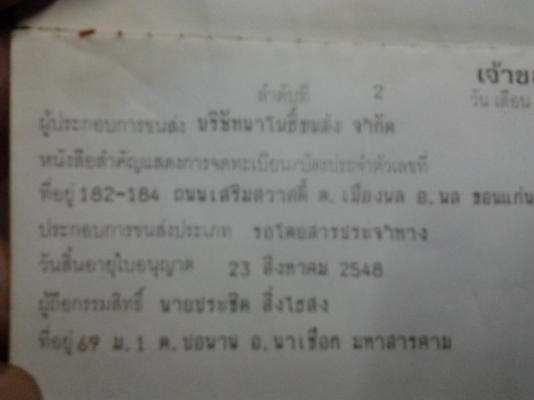 เจ้าขอ
ลำดับที่ 2
วัน เดือน
ผู้ประกอบการขนส่ง บริษัทนาโพธิ์ขนส่ง จำกัด
หนังสือสำคัญแสดงการจดทะเบียน/บัตรประจำตัวเลขที่
ที่อยู่ 182-184 ถนนเสริมสวาสดิ์ ต.เมืองพล อ.พล ขอนแก่น
ประกอบการขนส่งประเภท รถโดยสารประจำทาง
วันสิ้นอายุใบอนุญาต 23 สิงหาคม 2548
ผู้ถือกรรมสิทธิ์ นายประชิต
ที่อยู่ 69 ม.1 ต.ปอพาน อ.นาเชือก มหาสารคาม